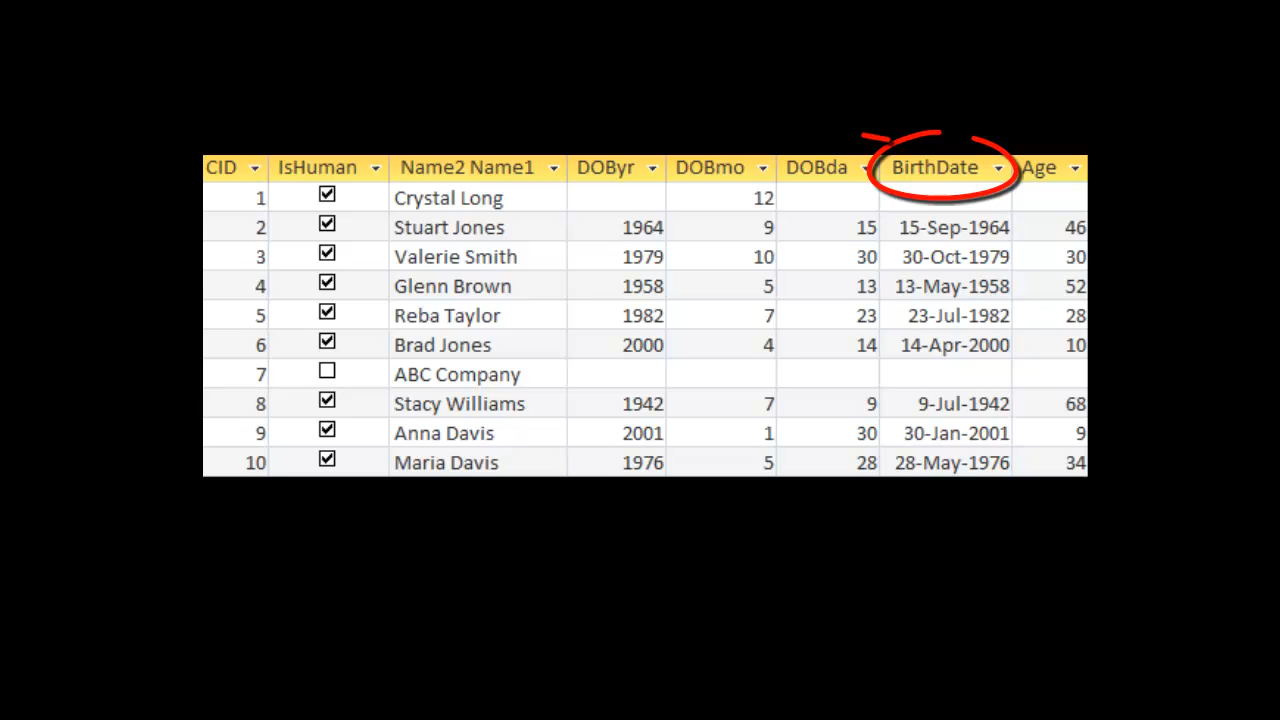 CID IsHuman Name2 Name1 DOByr DOBmo DOBda BirthDate Age
1 Crystal Long 12
2 Stuart Jones 1964 9 15 15-Sep-1964 46
3 Valerie Smith 1979 10 30 30-Oct-1979 30
4 Glenn Brown 1958 5 13 13-May-1958 52
5 Reba Taylor 1982 7 23 23-Jul-1982 28
6 Brad Jones 2000 4 14 14-Apr-2000 10
7 ABC Company
8 Stacy Williams 1942 7 9 9-Jul-1942 68
9 Anna Davis 2001 1 30 30-Jan-2001 9
10 Maria Davis 1976 5 28 28-May-1976 34